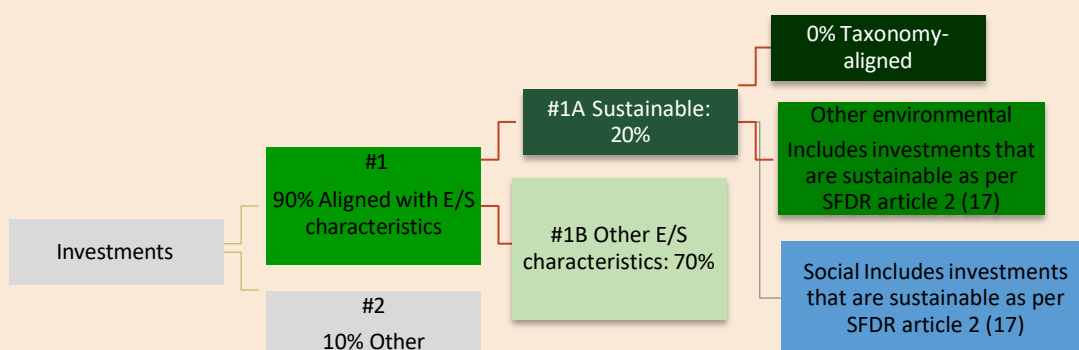 Investments
#1
90% Aligned with E/S
characteristics
#2
10% Other
#1A Sustainable:
20%
#1B Other E/S
characteristics: 70%
0% Taxonomy-
aligned
Other environmental
Includes investments that
are sustainable as per
SFDR article 2 (17)
Social Includes investments
that are sustainable as per
SFDR article 2 (17)